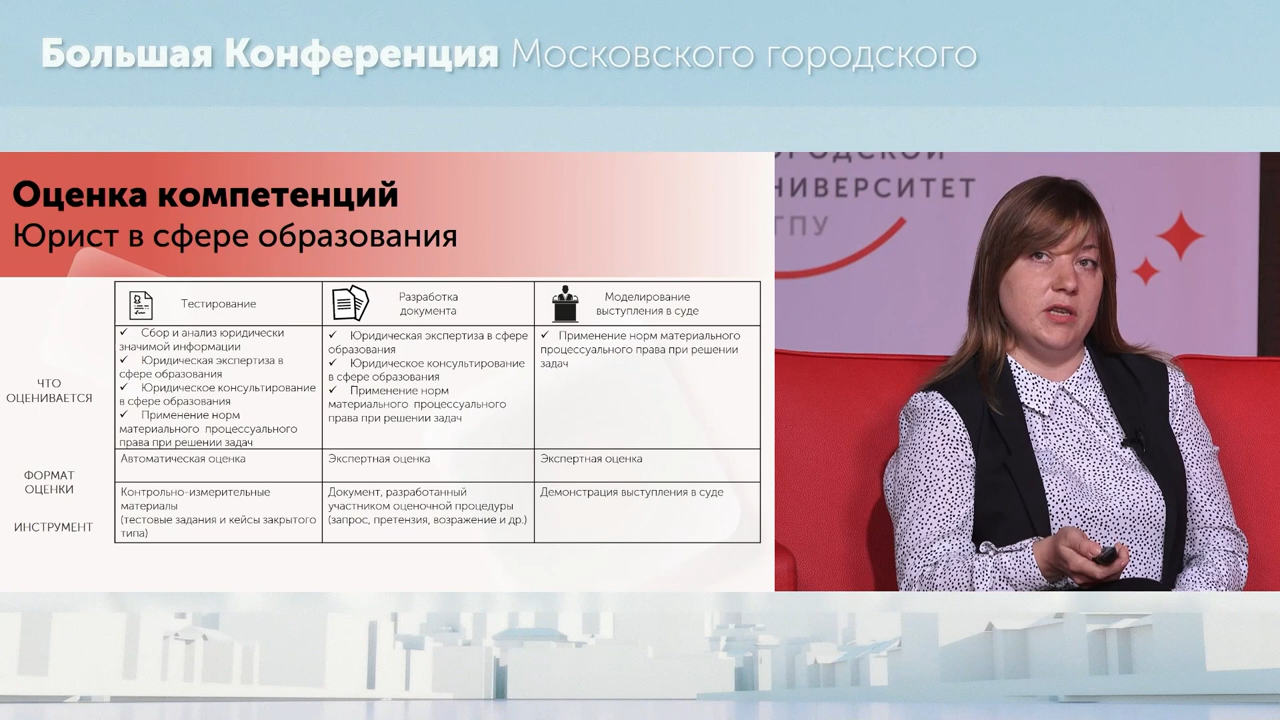 Большая Конференция Московского городского
Оценка компетенций
Юрист в сфере образования
Тестирование
Разработка
документа
Моделирование
выступления в суде
ЧТО
ОЦЕНИВАЕТСЯ
✓ Сбор и анализ юридически
значимой информации
✓ Юридическая экспертиза в
сфере образования
✓ Юридическое консультирование
в сфере образования
✓ Применение норм
материального процессуального
права при решении задач
✓ Юридическая экспертиза в сфере
образования
✓ Юридическое консультирование
в сфере образования
✓ Применение норм
материального процессуального
права при решении задач
✓ Применение норм материального
процессуального права при решении
задач
ФОРМАТ
ОЦЕНКИ
Автоматическая оценка
Экспертная оценка
Экспертная оценка
ИНСТРУМЕНТ
Контрольно-измерительные
материалы
(тестовые задания и кейсы закрытого
типа)
Документ, разработанный
участником оценочной процедуры
(запрос, претензия, возражение и др.)
Демонстрация выступления в суде
ОРОДСКОЙ
НИВЕРСИТЕТ
ГПУ